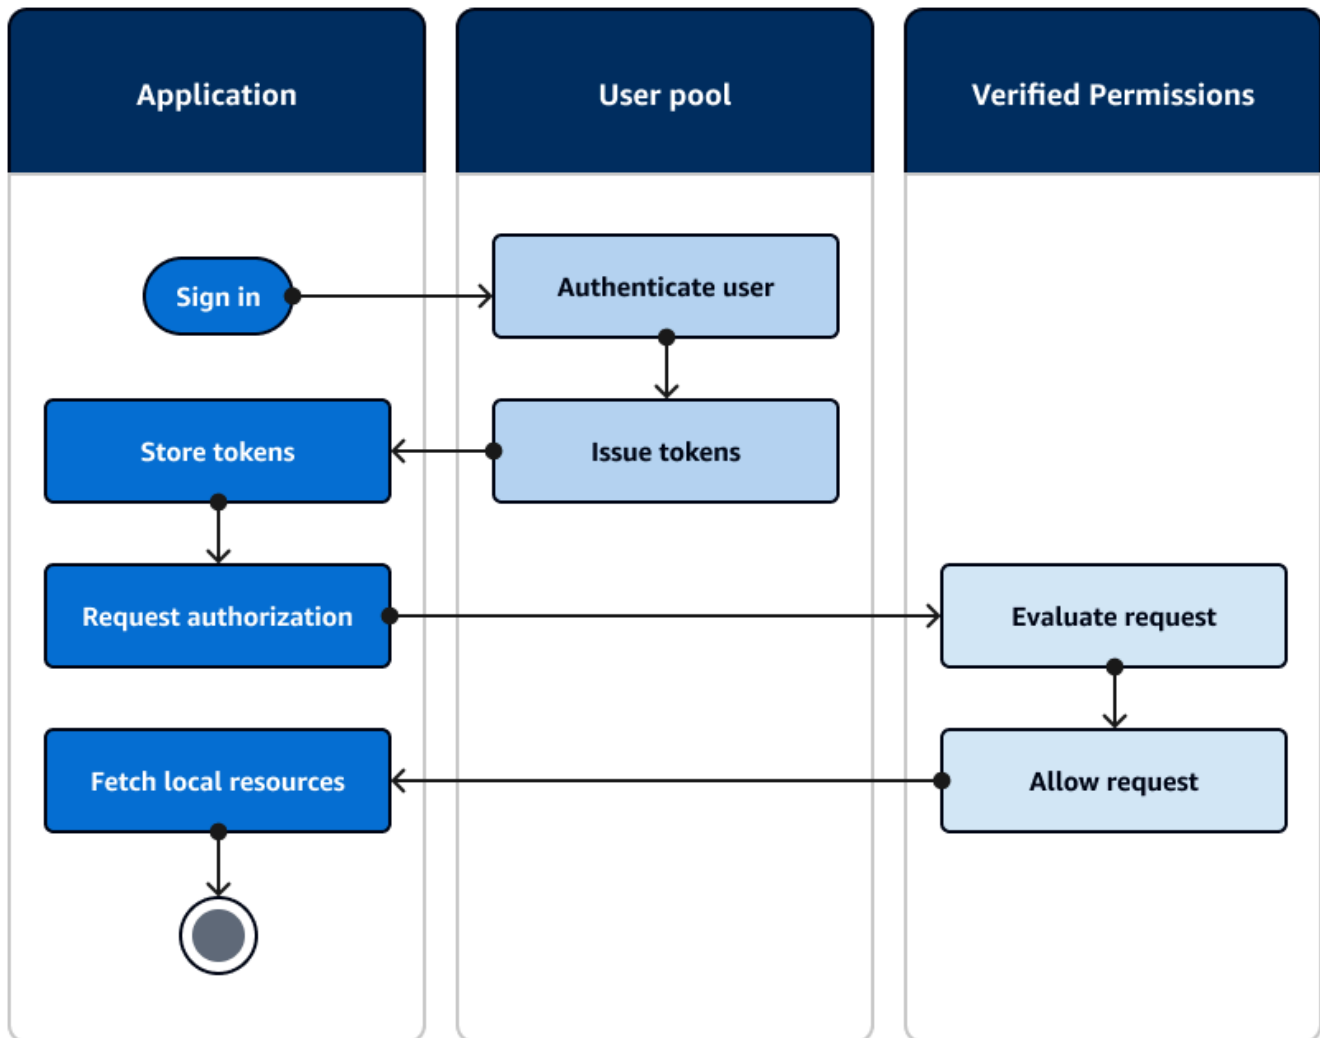 Application
User pool
Verified Permissions
Sign in
Authenticate user
Store tokens
Issue tokens
Request authorization
Evaluate request
Fetch local resources
Allow request